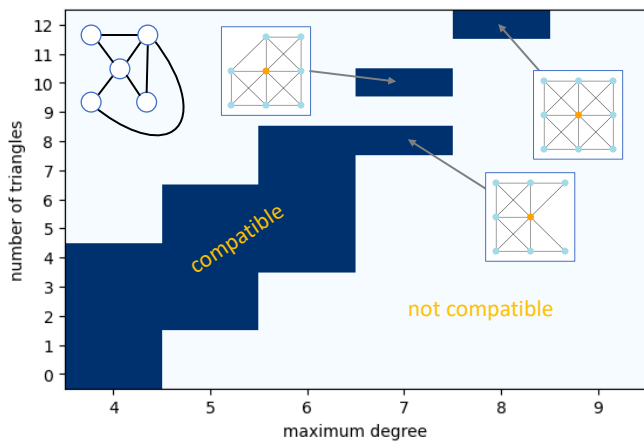 12
11
10
9
8
7
6
5
4
3
2
1
0
number of triangles
compatible
not compatible
4 5 6 7 8 9
maximum degree